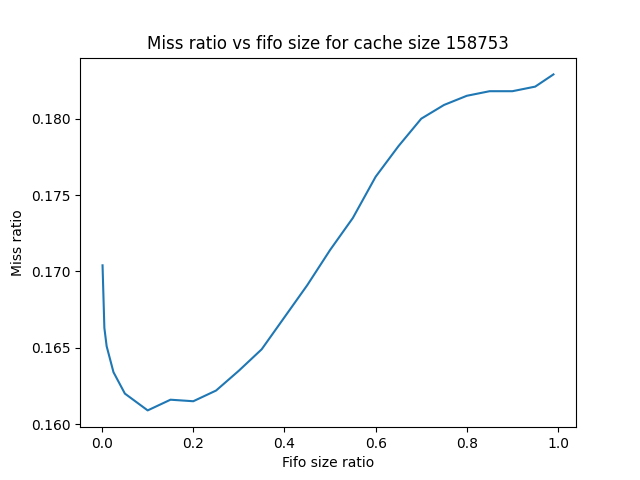 Miss ratio vs fifo size for cache size 158753
0.180
0.175
0.170
0.165
0.160
Miss ratio
0.0 0.2 0.4 0.6 0.8 1.0
Fifo size ratio